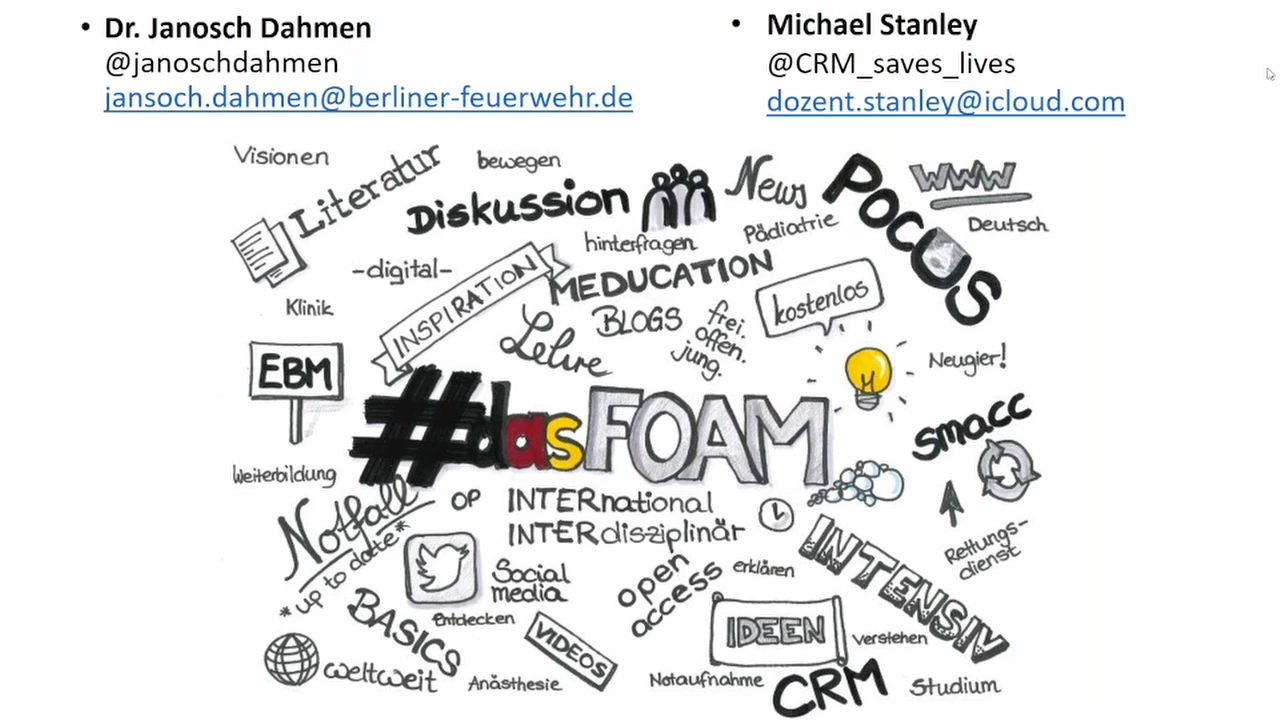 • Dr. Janosch Dahmen
@janoschdahmen
jansoch.dahmen@berliner-feuerwehr.de
• Michael Stanley
@CRM_saves_lives
dozent.stanley@icloud.com
Visionen
Literatur
bewegen
Diskussion
News
POCUS
www
Deutsch
hinterfragen
Pädiatrie
-digital-
INSPIRATION
MEDUCATION
kostenlos
Klinik
BLOGS
frei.
offen.
jung.
Lehre
EBM
Neugier!
#dasFOAM
smacc
Weiterbildung
Notfall
*up to date*
OP
INTERnational
INTERdisziplinär
Rettungs-
dienst
INTENSIV
Social
media
open
access
erklären
BASICS
entdecken
VIDEOS
IDEEN
verstehen
weltweit
Anästhesie
Notaufnahme
CRM
Studium